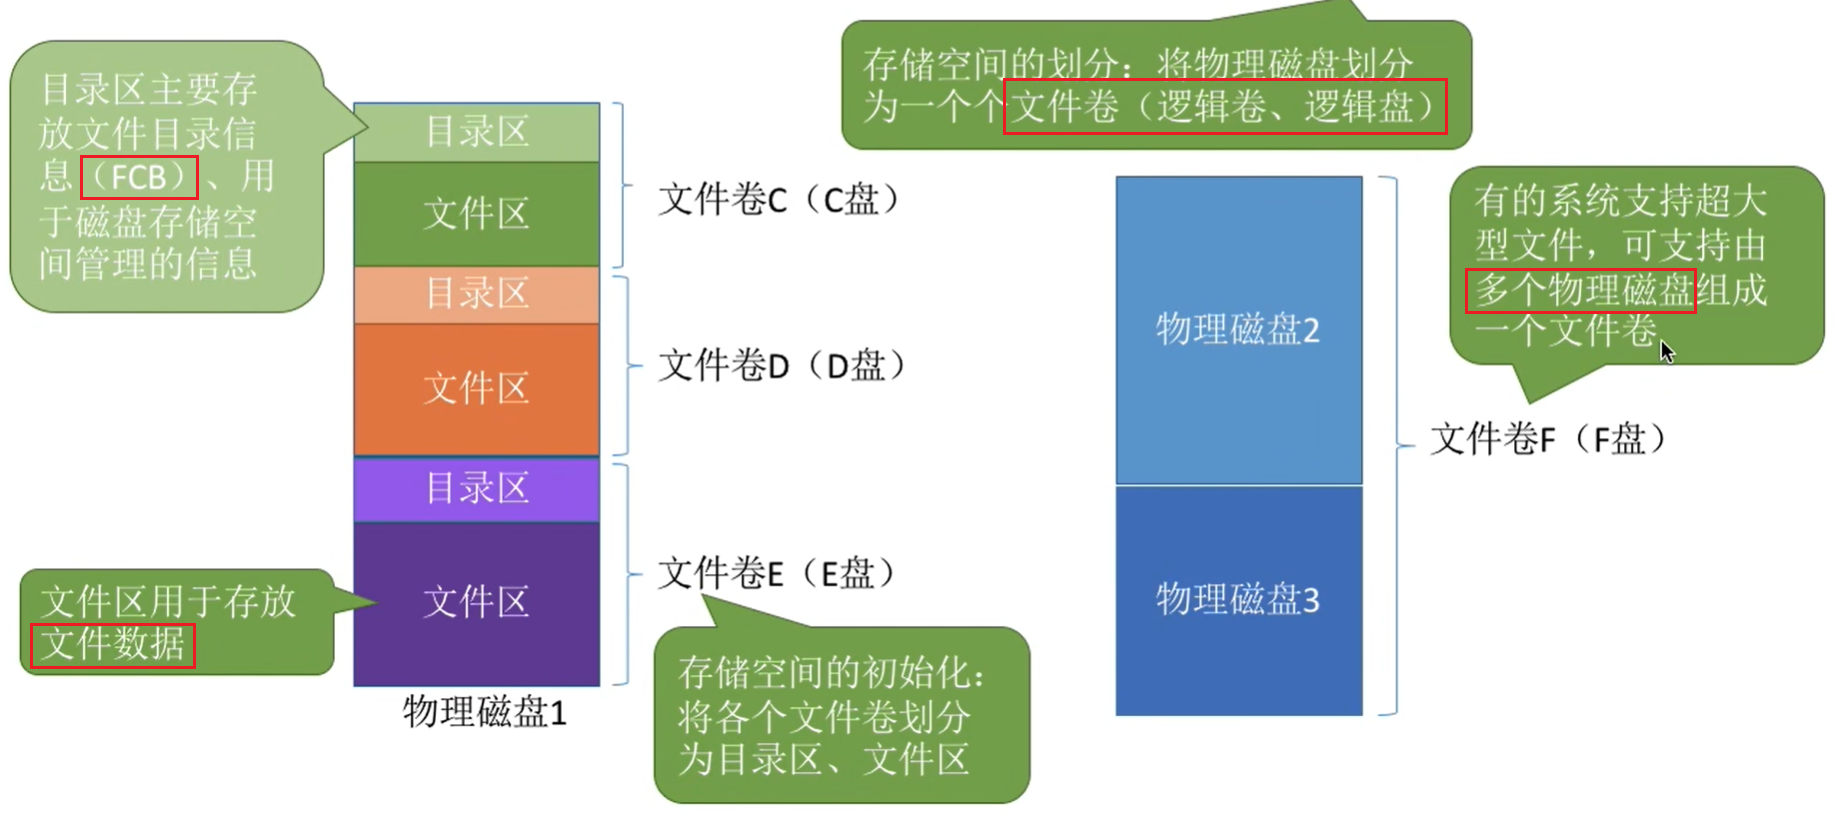 存储空间的划分：将物理磁盘划分
为一个个文件卷（逻辑卷、逻辑盘）
目录区主要存
放文件目录信
息（FCB）、用
于磁盘存储空
间管理的信息
目录区
文件区
文件卷C（C盘）
目录区
文件区
文件卷D（D盘）
目录区
文件区
文件卷E（E盘）
物理磁盘1
文件区用于存放
文件数据
存储空间的初始化：
将各个文件卷划分
为目录区、文件区
物理磁盘2
物理磁盘3
有的系统支持超大
型文件，可支持由
多个物理磁盘组成
一个文件卷
文件卷F（F盘）